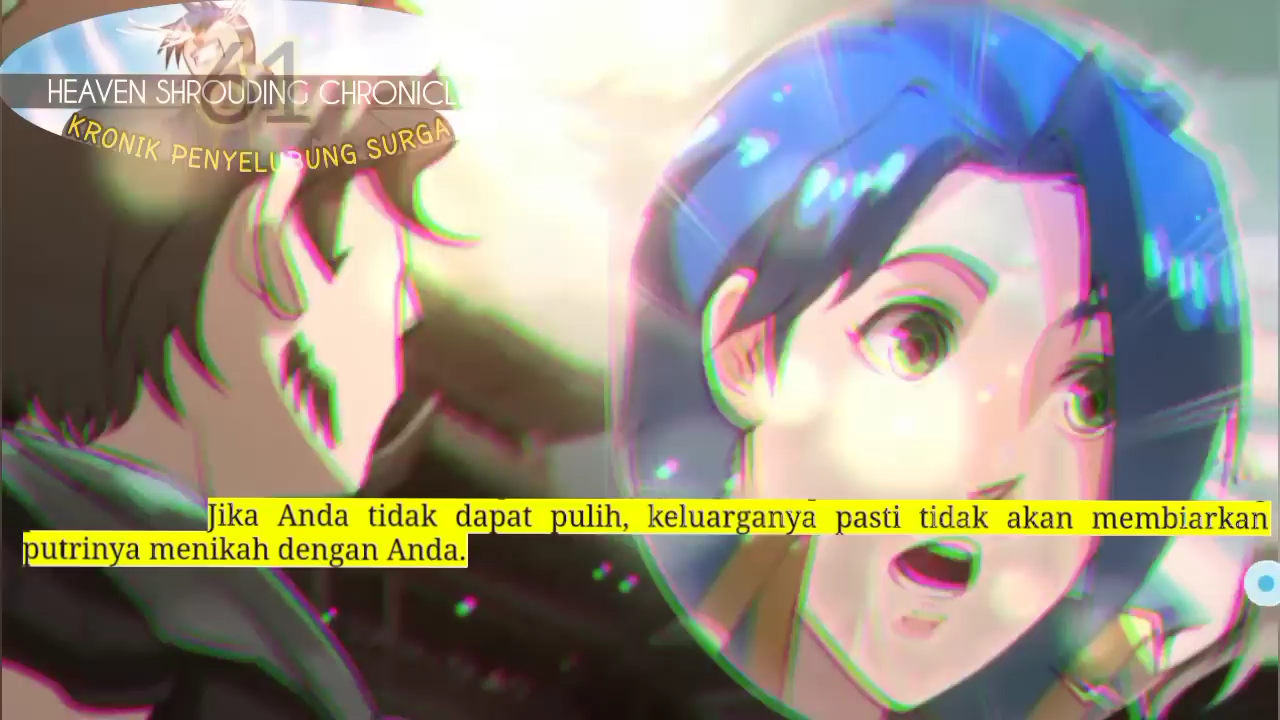 61
HEAVEN SHROUDING CHRONICL
KRONIK PENYELUBUNG SURGA
Jika Anda tidak dapat pulih, keluarganya pasti tidak akan membiarkan
putrinya menikah dengan Anda.